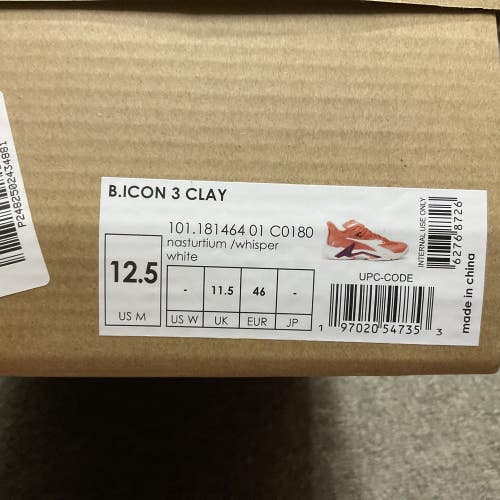 B.ICON 3 CLAY
101.181464 01 C0180
nasturtium /whisper
white
12.5
US M
- 11.5 46 -
US W UK EUR JP
UPC-CODE
1 97020 54735 3
INTERNAL USE ONLY
6276 8726
made in china
P2482502434881